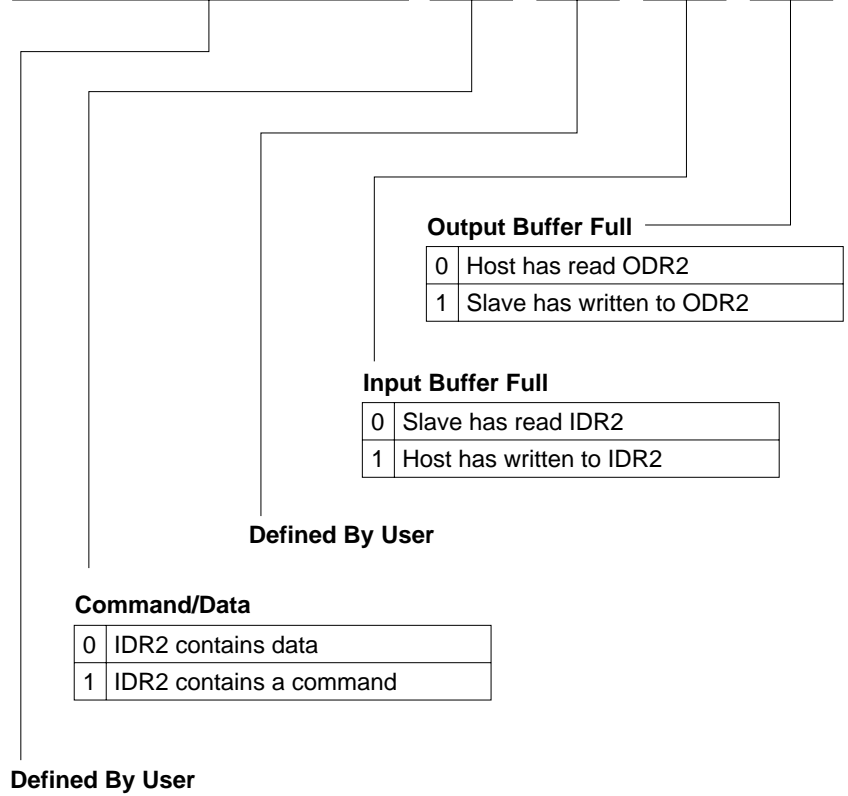 Output Buffer Full
0 Host has read ODR2
1 Slave has written to ODR2
Input Buffer Full
0 Slave has read IDR2
1 Host has written to IDR2
Defined By User
Command/Data
0 IDR2 contains data
1 IDR2 contains a command
Defined By User